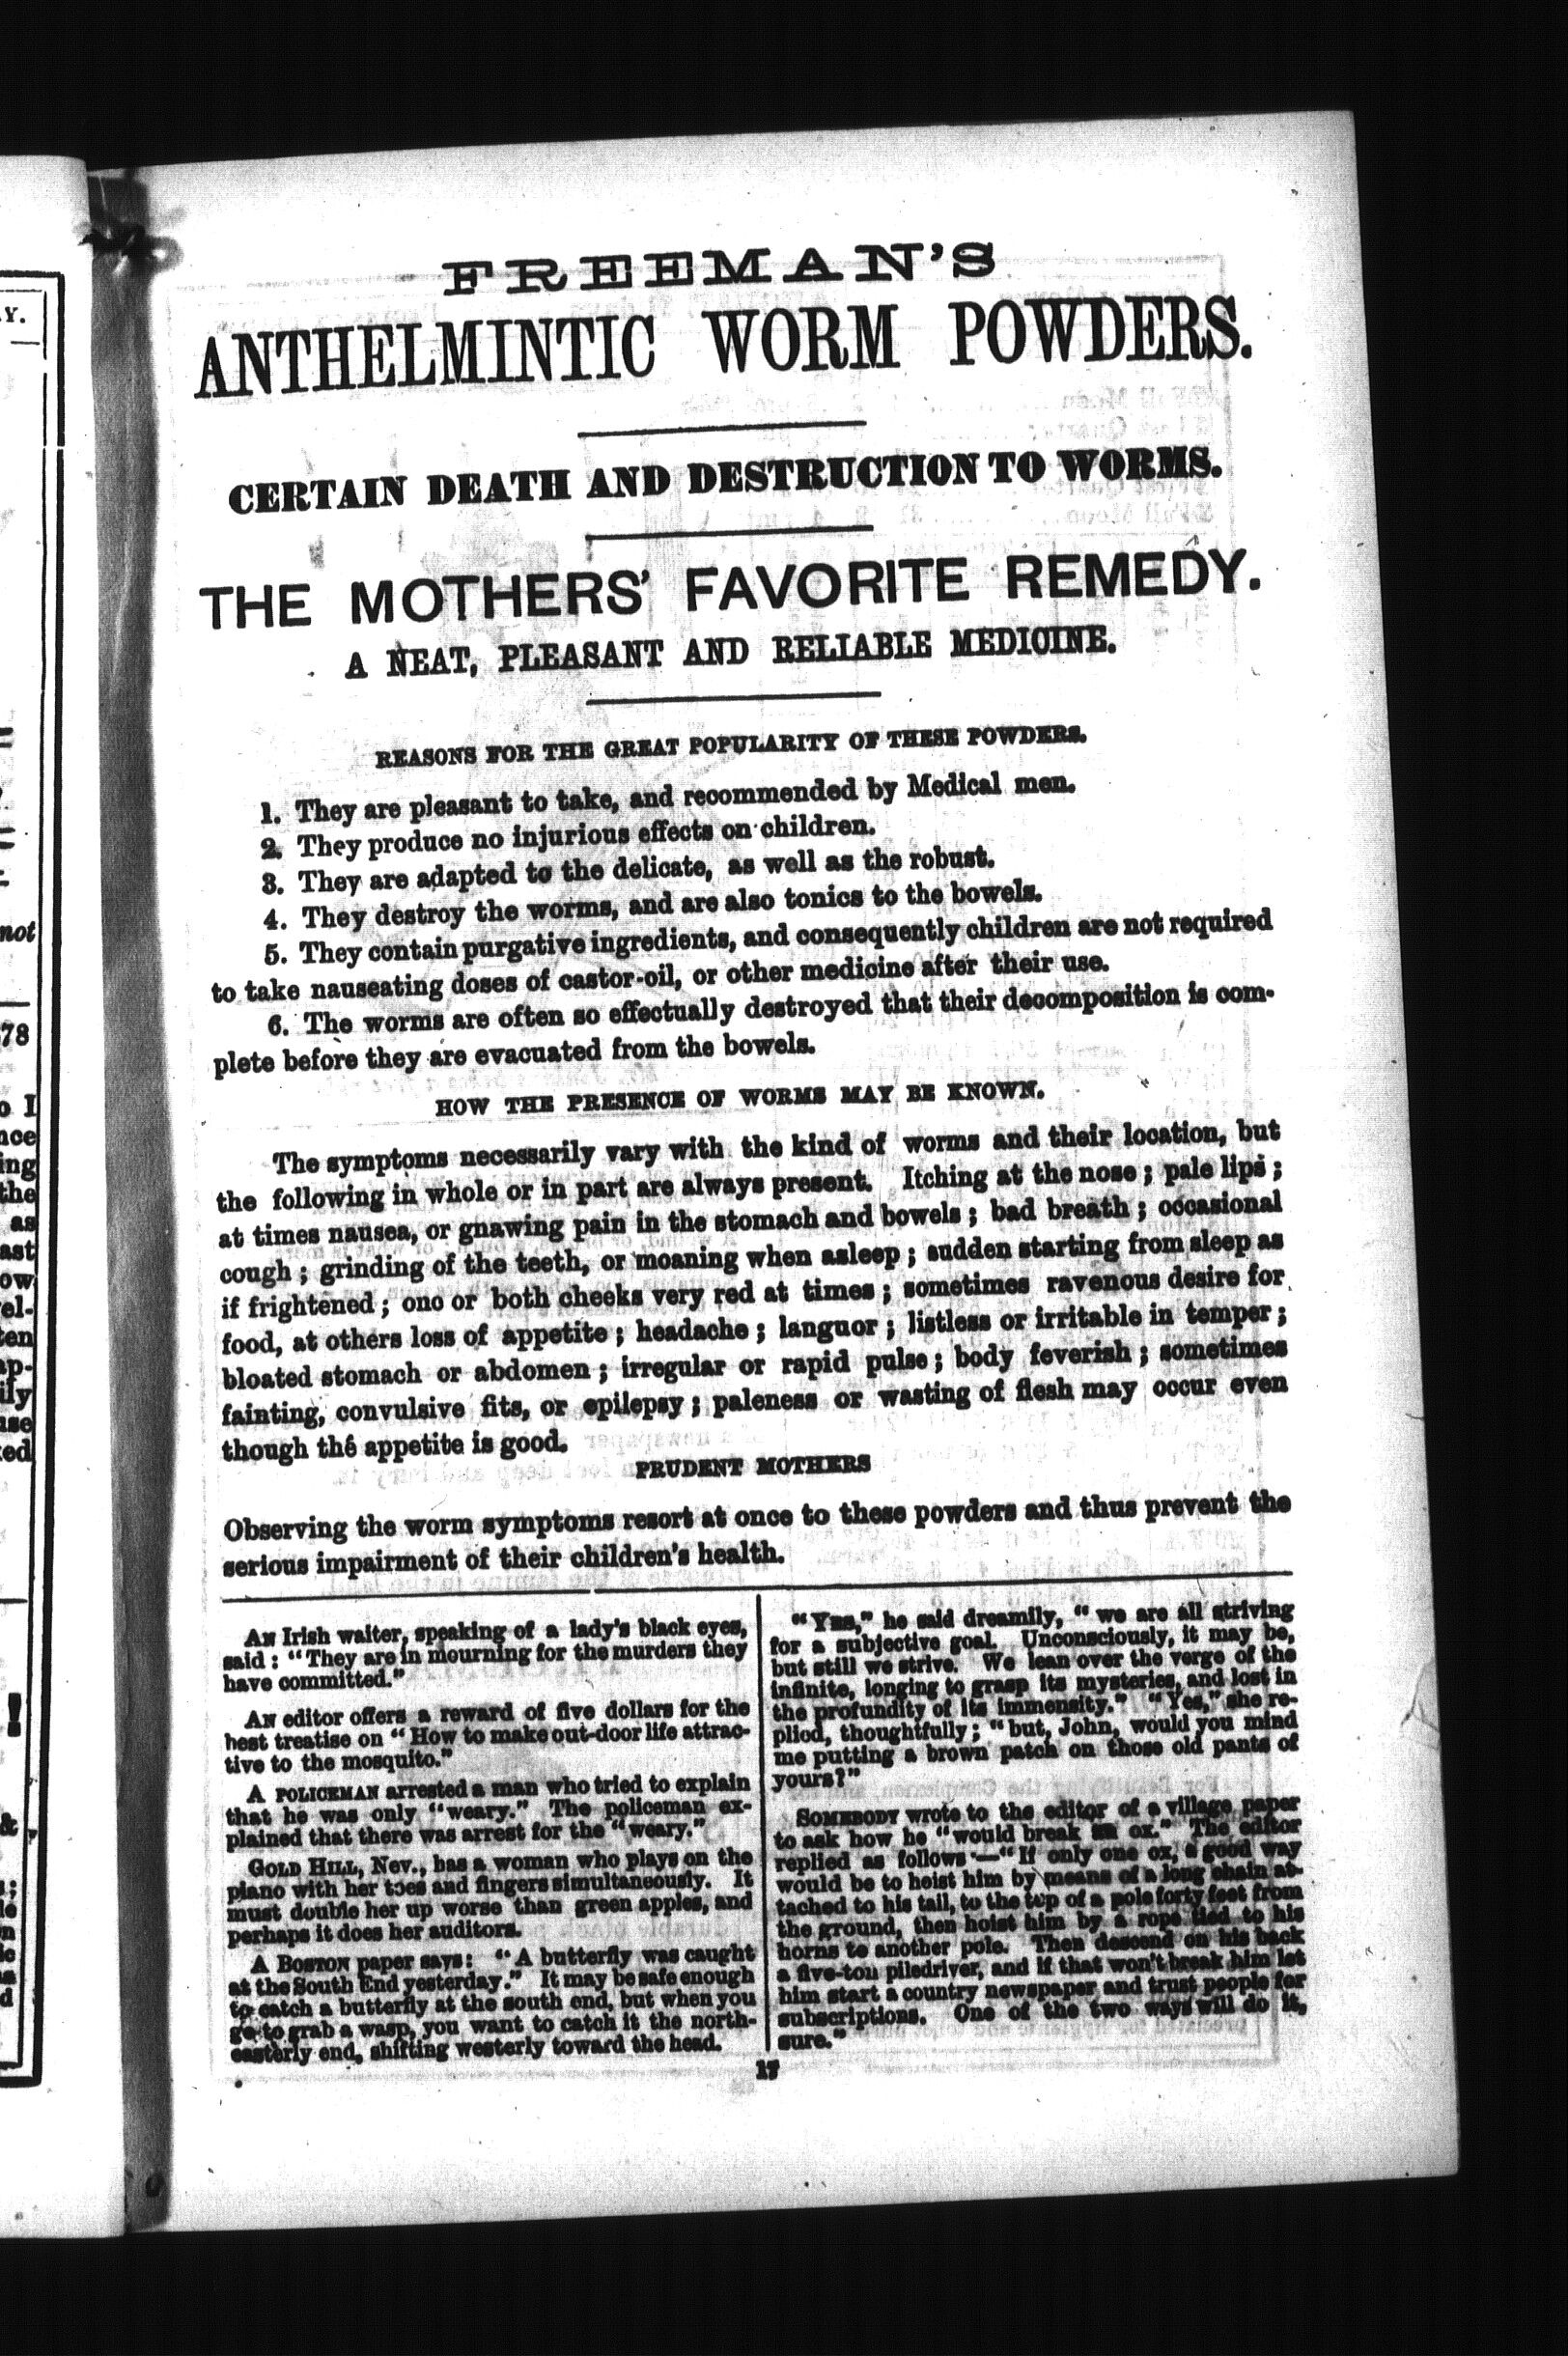 FREEMAN'S
ANTHELMINTIC WORM POWDERS.
CERTAIN DEATH AND DESTRUCTION TO WORMS.
THE MOTHERS' FAVORITE REMEDY.
A NEAT, PLEASANT AND RELIABLE MEDICINE.
REASONS FOR THE GREAT POPULARITY OF THESE POWDERS.
1. They are pleasant to take, and recommended by Medical men.
2. They produce no injurious effects on children.
3. They are adapted to the delicate, as well as the robust.
4. They destroy the worms, and are also tonics to the bowels.
5. They contain purgative ingredients, and consequently children are not required
to take nauseating doses of castor-oil, or other medicine after their use.
6. The worms are often so effectually destroyed that their decomposition is com-
plete before they are evacuated from the bowels.
HOW THE PRESENCE OF WORMS MAY BE KNOWN.
The symptoms necessarily vary with the kind of worms and their location, but
the following in whole or in part are always present. Itching at the nose; pale lips;
at times nausea, or gnawing pain in the stomach and bowels; bad breath; occasional
cough; grinding of the teeth, or moaning when asleep; sudden starting from sleep as
if frightened; one or both cheeks very red at times; sometimes ravenous desire for
food, at others loss of appetite; headache; languor; listless or irritable in temper;
bloated stomach or abdomen; irregular or rapid pulse; body feverish; sometimes
fainting, convulsive fits, or epilepsy; paleness or wasting of flesh may occur even
though the appetite is good.
PRUDENT MOTHERS
Observing the worm symptoms resort at once to these powders and thus prevent the
serious impairment of their children's health.
AN Irish waiter, speaking of a lady's black eyes,
said: "They are in mourning for the murders they
have committed."
AN editor offers a reward of five dollars for the
best treatise on "How to make out-door life attrac-
tive to the mosquito."
A POLICEMAN arrested a man who tried to explain
that he was only "weary." The policeman ex-
plained that there was arrest for the "weary."
GOLD HILL, Nev., has a woman who plays on the
piano with her toes and fingers simultaneously. It
must double her up worse than green apples, and
perhaps it does her auditors.
A BOSTON paper says: "A butterfly was caught
at the South End yesterday." It may be safe enough
to catch a butterfly at the south end, but when you
go to grab a wasp, you want to catch it the north-
easterly end, shifting westerly toward the head.
"YES," he said dreamily, "we are all striving
for a subjective goal. Unconsciously, it may be,
but still we strive. We lean over the verge of the
infinite, longing to grasp its mysteries, and lost in
the profundity of its immensity." "Yes," she re-
plied, thoughtfully; "but, John, would you mind
me putting a brown patch on those old pants of
yours?"
SOMEBODY wrote to the editor of a village paper
to ask how he "would break an ox." The editor
replied as follows—"If only one ox, a good way
would be to hoist him by means of a long chain at-
tached to his tail, to the top of a pole forty feet from
the ground, then hoist him by a rope tied to his
horns to another pole. Then descend on his back
a five-ton piledriver, and if that won't break him let
him start a country newspaper and trust people for
subscriptions. One of the two ways will do it,
sure."
17